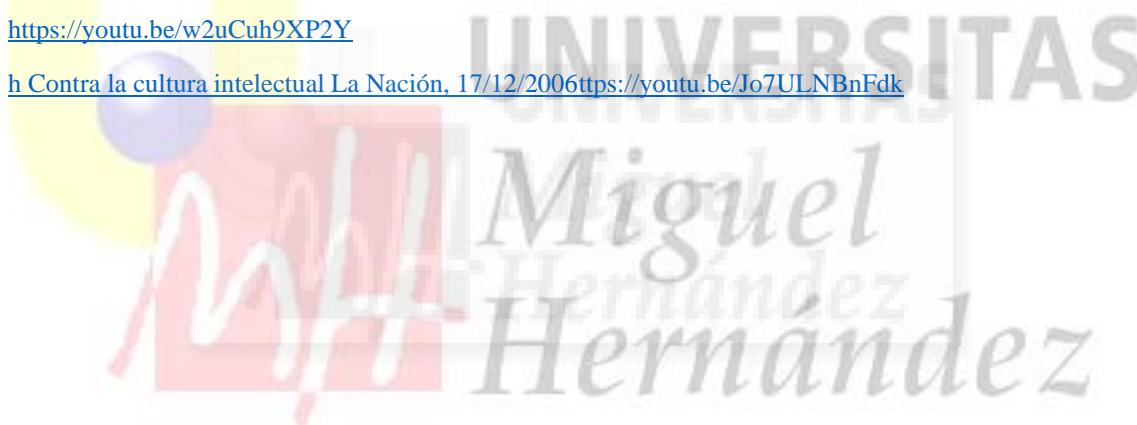 https://youtu.be/w2uCuh9XP2Y
h Contra la cultura intelectual La Nación, 17/12/2006ttps://youtu.be/Jo7ULNBnFdk
UNIVERSITAS
Miguel
Hernández